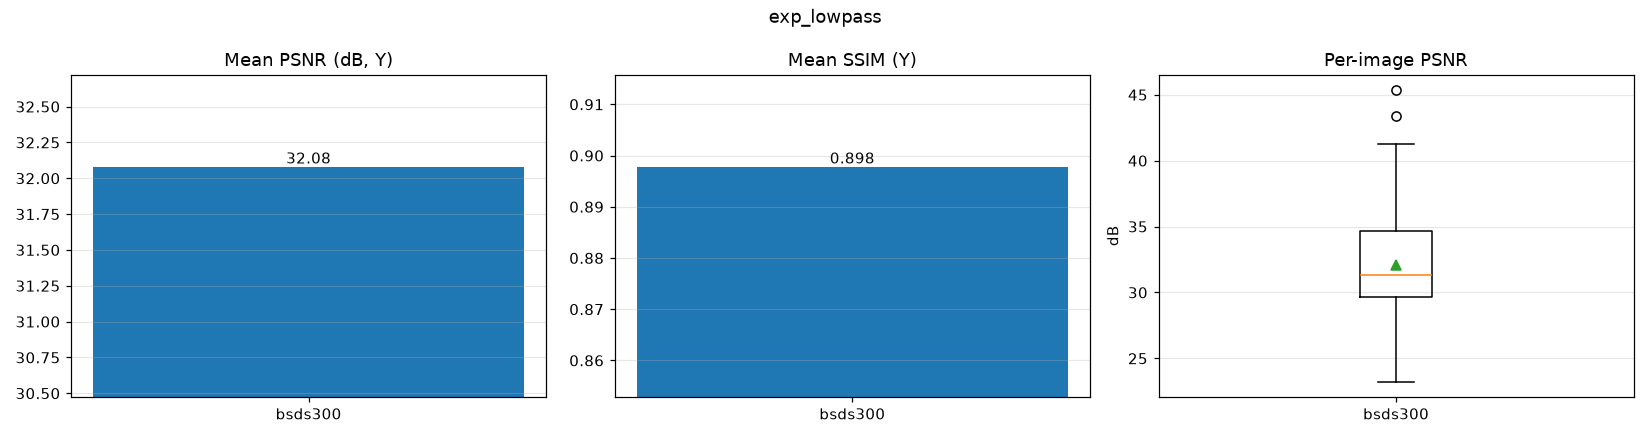 exp_lowpass
Mean PSNR (dB, Y)
32.50
32.25
32.00
31.75
31.50
31.25
31.00
30.75
30.50
32.08
bsds300
Mean SSIM (Y)
0.91
0.90
0.89
0.88
0.87
0.86
0.898
bsds300
Per-image PSNR
dB
45
40
35
30
25
bsds300